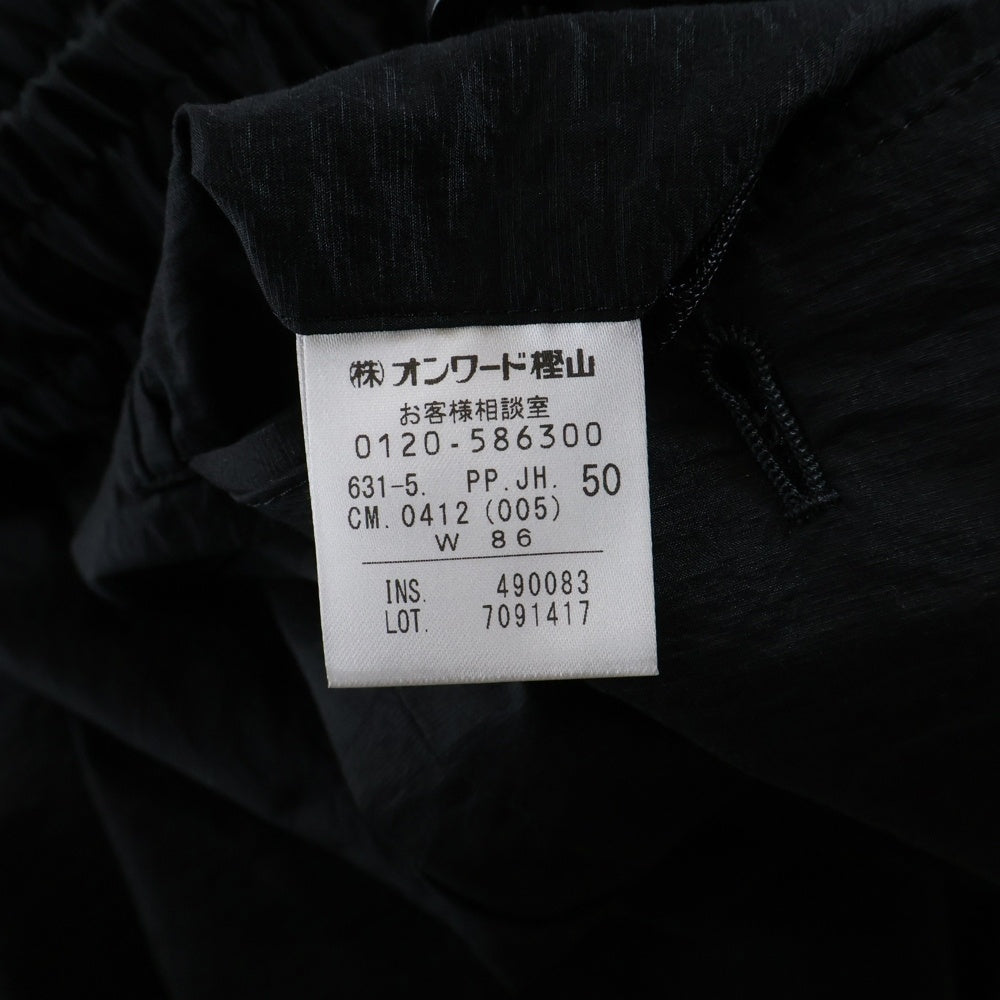 ㈱オンワード樫山
お客様相談室
0120-586300
631-5. PP.JH. 50
CM.0412(005)
W 86
INS. 490083
LOT. 7091417